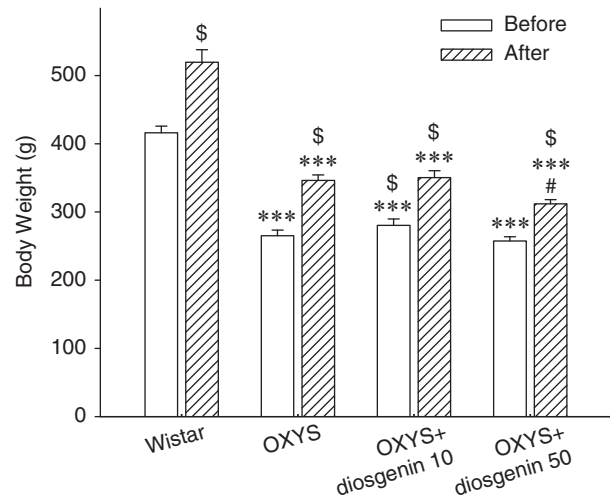 Before
After
Body Weight (g)
500
400
300
200
100
0
$
***
$
***
$
***
$
***
***
$
***
#
Wistar
OXYS
OXYS+
diosgenin 10
OXYS+
diosgenin 50